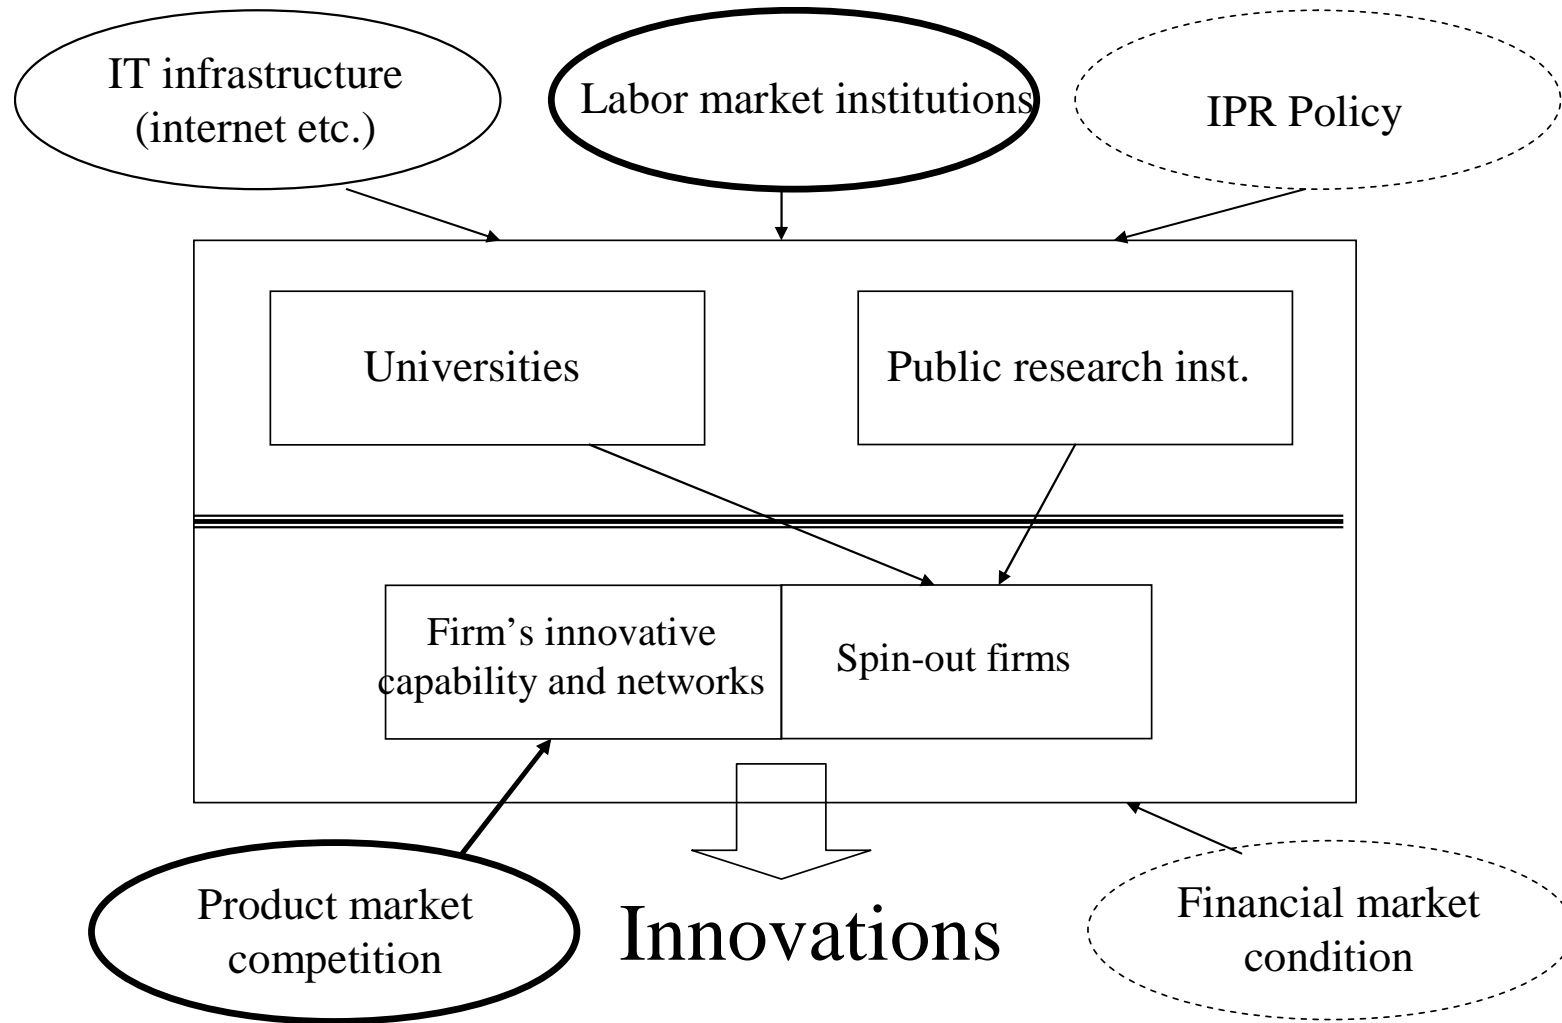 IT infrastructure
(internet etc.)
Labor market institutions
IPR Policy
Universities
Public research inst.
Firm’s innovative
capability and networks
Spin-out firms
Product market
competition
Innovations
Financial market
condition